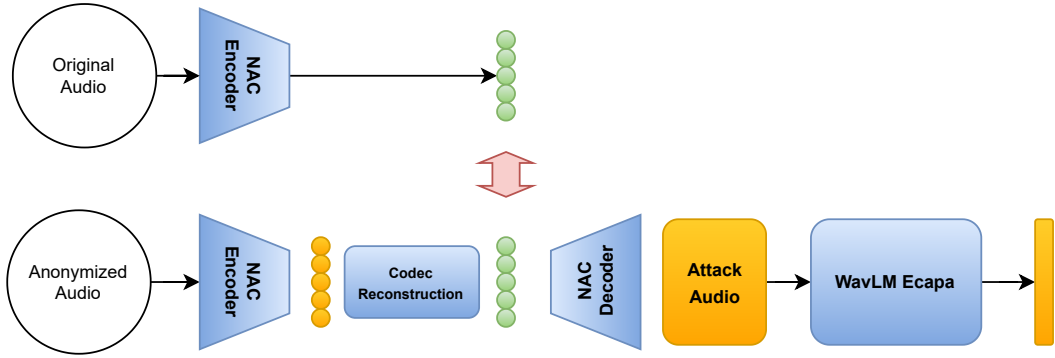 Original
Audio
NAC
Encoder
Anonymized
Audio
NAC
Encoder
Codec
Reconstruction
NAC
Decoder
Attack
Audio
WavLM Ecapa